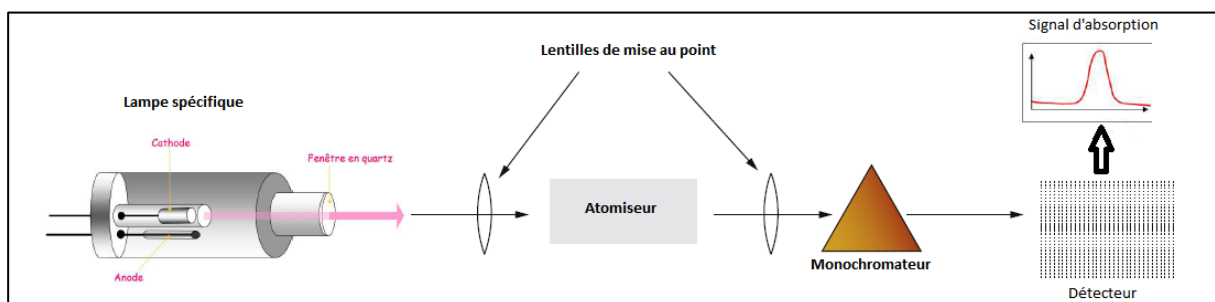 Signal d'absorption
Lentilles de mise au point
Lampe spécifique
Cathode
Fenêtre en quartz
Atomiseur
Monochromateur
Anode
Détecteur